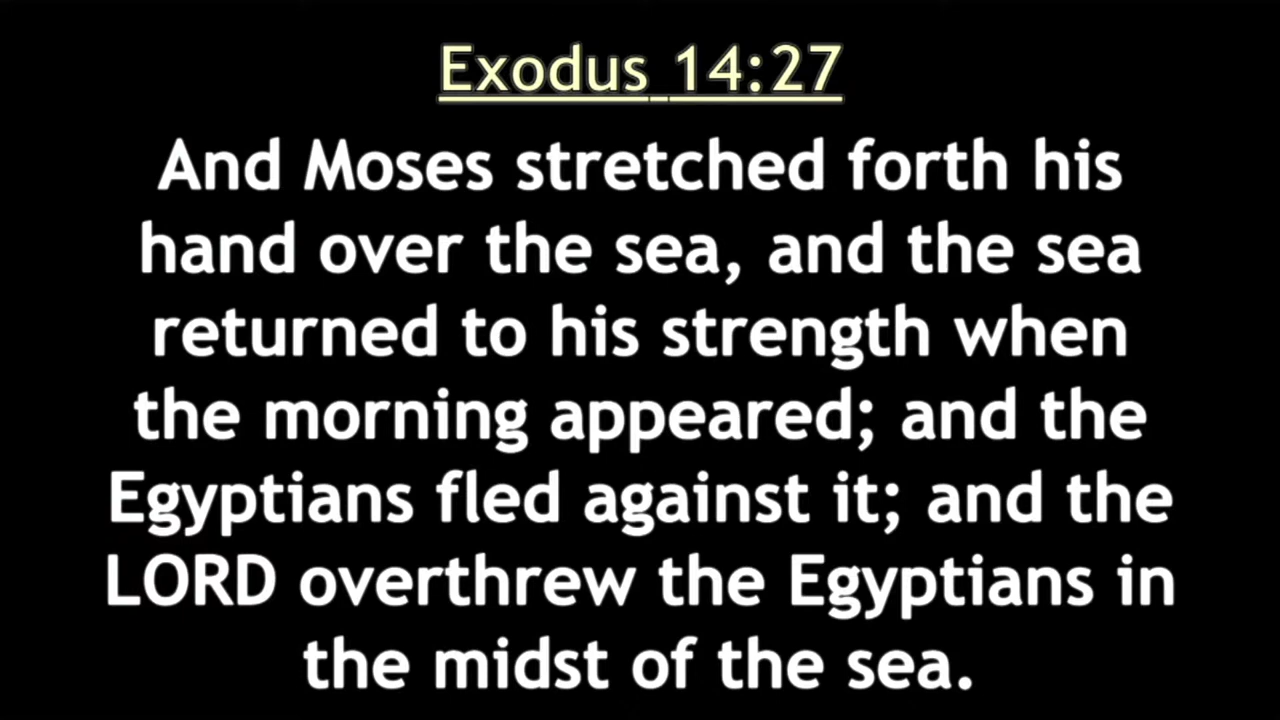 Exodus 14:27
And Moses stretched forth his
hand over the sea, and the sea
returned to his strength when
the morning appeared; and the
Egyptians fled against it; and the
LORD overthrew the Egyptians in
the midst of the sea.